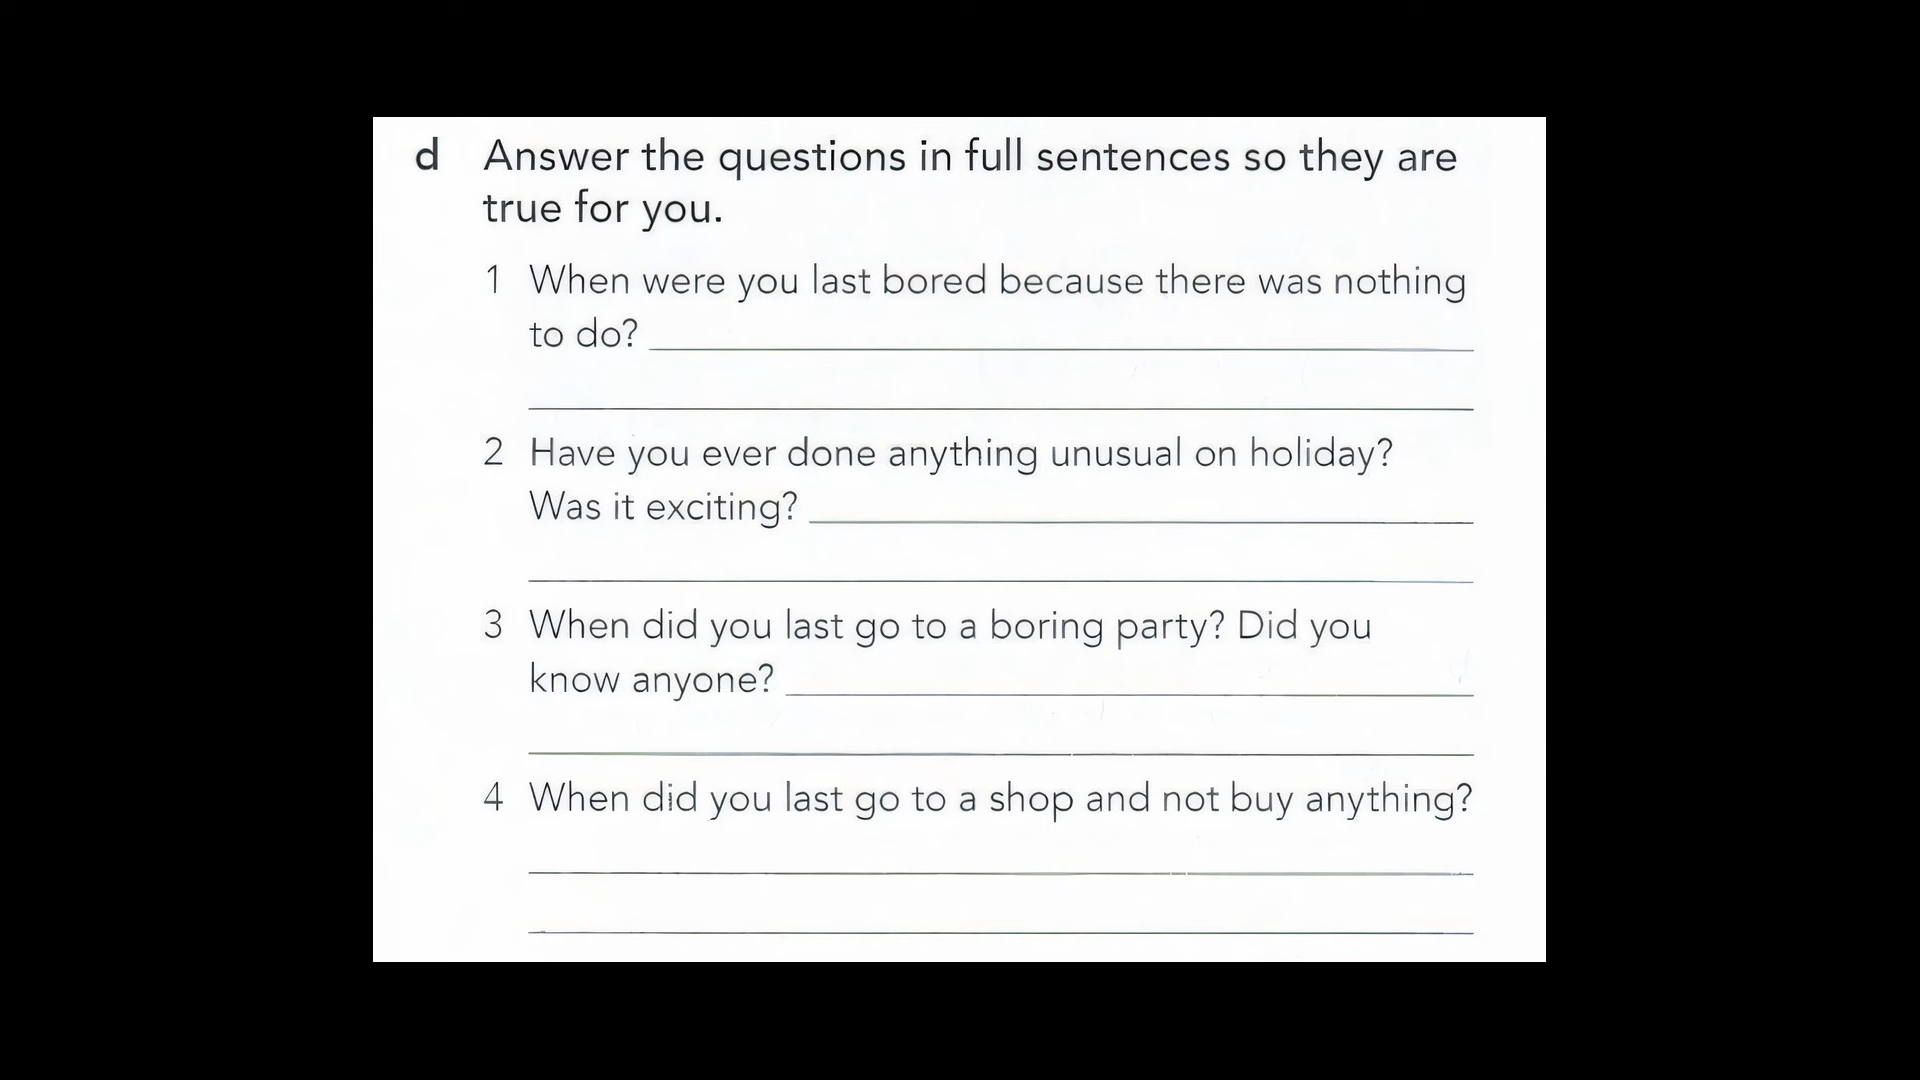 d Answer the questions in full sentences so they are
true for you.
1 When were you last bored because there was nothing
to do?
2 Have you ever done anything unusual on holiday?
Was it exciting?
3 When did you last go to a boring party? Did you
know anyone?
4 When did you last go to a shop and not buy anything?